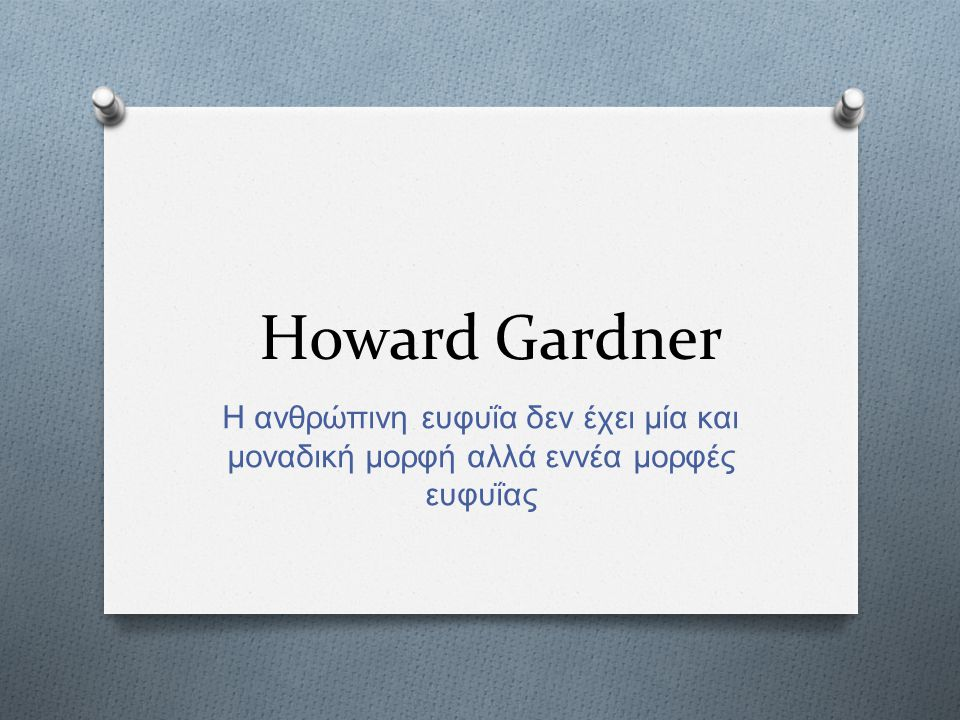 Howard Gardner
Η ανθρώπινη ευφυΐα δεν έχει μία και
μοναδική μορφή αλλά εννέα μορφές
ευφυΐας